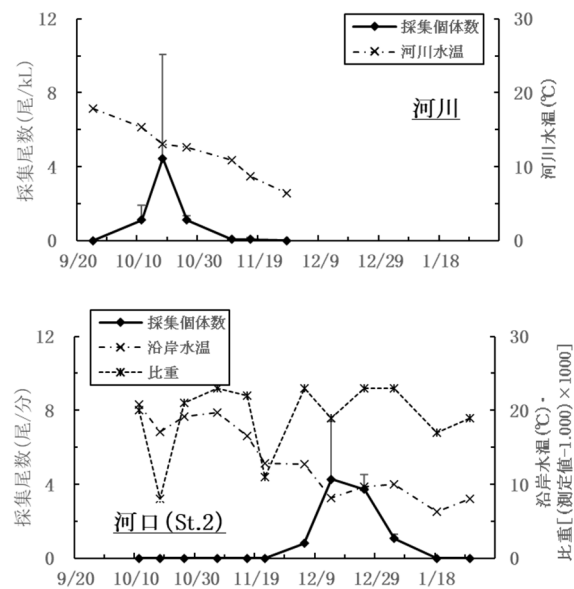 12
8
4
0
採集尾数(尾/kL)
採集個体数
河川水温
河川
30
20
10
0
河川水温(℃)
9/20 10/10 10/30 11/19 12/9 12/29 1/18
12
8
4
0
採集尾数(尾/分)
採集個体数
沿岸水温
比重
河口(St.2)
30
20
10
0
沿岸水温(℃)・
比重[(測定値-1.000)×1000]
9/20 10/10 10/30 11/19 12/9 12/29 1/18